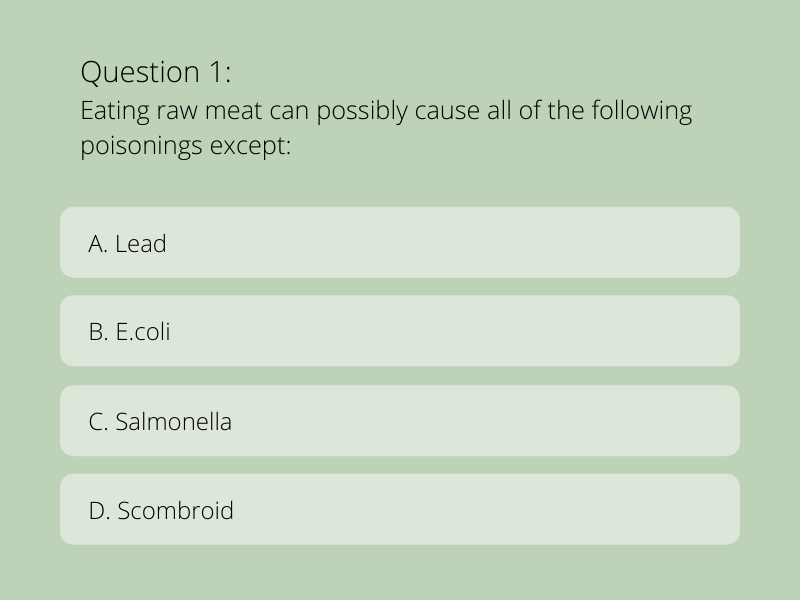 Question 1:
Eating raw meat can possibly cause all of the following
poisonings except:
A. Lead
B. E.coli
C. Salmonella
D. Scombroid